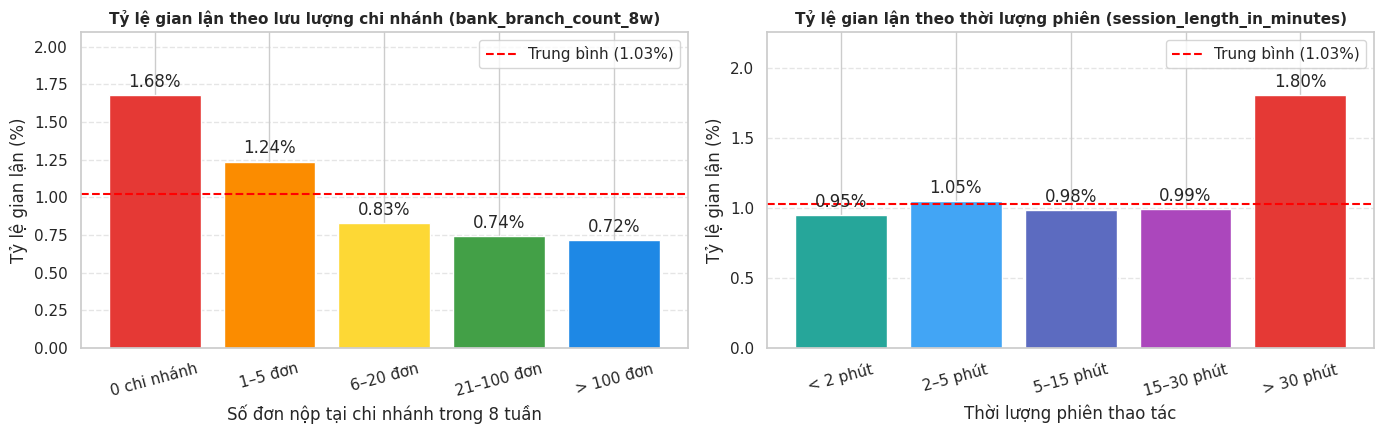 Tỷ lệ gian lận theo lưu lượng chi nhánh (bank_branch_count_8w)
Tỷ lệ gian lận (%)
2.00
1.75
1.50
1.25
1.00
0.75
0.50
0.25
0.00
Trung bình (1.03%)
1.68%
1.24%
0.83%
0.74%
0.72%
0 chi nhánh
1–5 đơn
6–20 đơn
21–100 đơn
> 100 đơn
Số đơn nộp tại chi nhánh trong 8 tuần
Tỷ lệ gian lận theo thời lượng phiên (session_length_in_minutes)
Tỷ lệ gian lận (%)
2.0
1.5
1.0
0.5
0.0
Trung bình (1.03%)
0.95%
1.05%
0.98%
0.99%
1.80%
< 2 phút
2–5 phút
5–15 phút
15–30 phút
> 30 phút
Thời lượng phiên thao tác